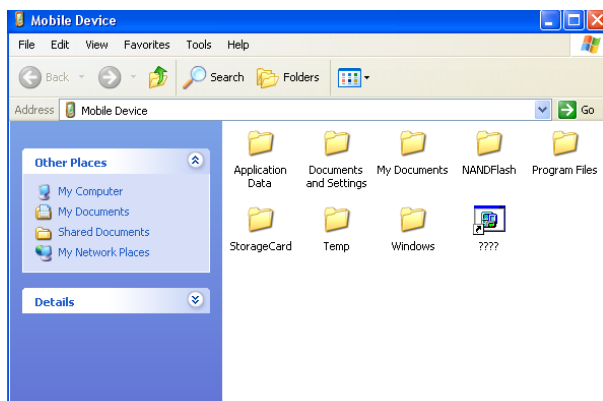 Mobile Device
File Edit View Favorites Tools Help
Back Search Folders
Address Mobile Device Go
Other Places
My Computer
My Documents
Shared Documents
My Network Places
Details
Application Data
Documents and Settings
My Documents
NANDFlash
Program Files
StorageCard
Temp
Windows
????